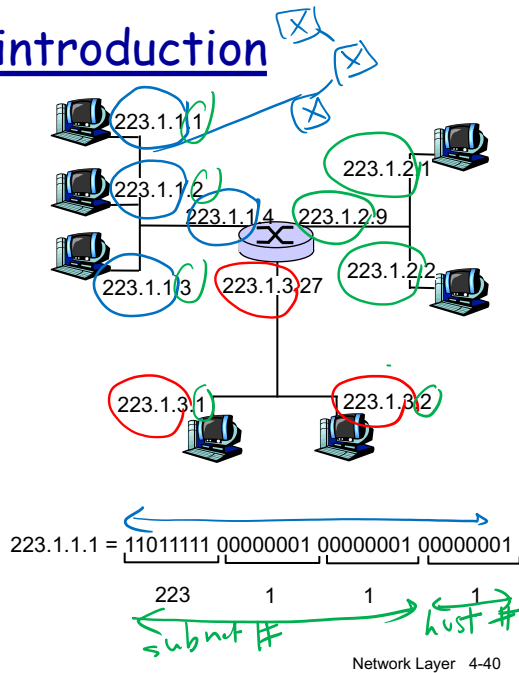 introduction
223.1.1.1
223.1.2.1
223.1.1.2
223.1.1.4 223.1.2.9
223.1.2.2
223.1.1.3 223.1.3.27
223.1.3.1 223.1.3.2
223.1.1.1 = 11011111 00000001 00000001 00000001
223 1 1 1
subnet # host #
Network Layer 4-40